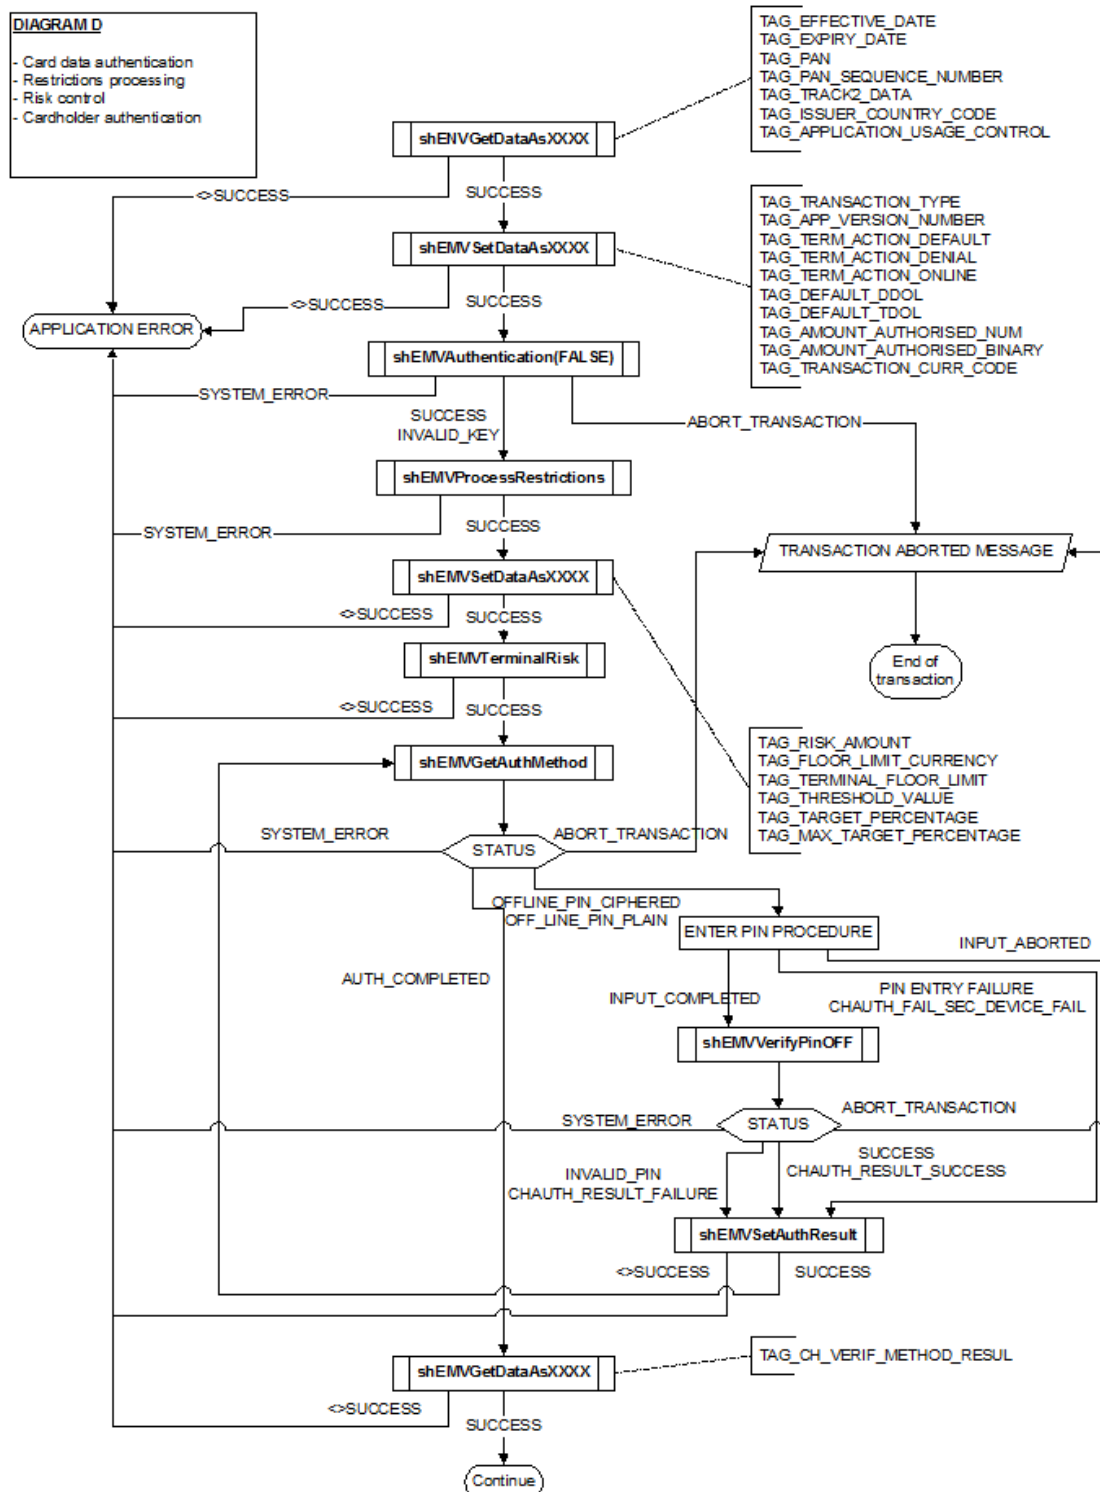 DIAGRAM D
- Card data authentication
- Restrictions processing
- Risk control
- Cardholder authentication
TAG_EFFECTIVE_DATE
TAG_EXPIRY_DATE
TAG_PAN
TAG_PAN_SEQUENCE_NUMBER
TAG_TRACK2_DATA
TAG_ISSUER_COUNTRY_CODE
TAG_APPLICATION_USAGE_CONTROL
shENVGetDataAsXXXX
<>SUCCESS
SUCCESS
TAG_TRANSACTION_TYPE
TAG_APP_VERSION_NUMBER
TAG_TERM_ACTION_DEFAULT
TAG_TERM_ACTION_DENIAL
TAG_TERM_ACTION_ONLINE
TAG_DEFAULT_DDOL
TAG_DEFAULT_TDOL
TAG_AMOUNT_AUTHORISED_NUM
TAG_AMOUNT_AUTHORISED_BINARY
TAG_TRANSACTION_CURR_CODE
shEMVSetDataAsXXXX
<>SUCCESS
SUCCESS
APPLICATION ERROR
shEMVAuthentication(FALSE)
SYSTEM_ERROR
SUCCESS
INVALID_KEY
ABORT_TRANSACTION
shEMVProcessRestrictions
SYSTEM_ERROR
SUCCESS
TRANSACTION ABORTED MESSAGE
shEMVSetDataAsXXXX
<>SUCCESS
SUCCESS
shEMVTerminalRisk
End of
transaction
<>SUCCESS
SUCCESS
TAG_RISK_AMOUNT
TAG_FLOOR_LIMIT_CURRENCY
TAG_TERMINAL_FLOOR_LIMIT
TAG_THRESHOLD_VALUE
TAG_TARGET_PERCENTAGE
TAG_MAX_TARGET_PERCENTAGE
shEMVGetAuthMethod
SYSTEM_ERROR
STATUS
ABORT_TRANSACTION
OFFLINE_PIN_CIPHERED
OFF_LINE_PIN_PLAIN
ENTER PIN PROCEDURE
INPUT_ABORTED
AUTH_COMPLETED
INPUT_COMPLETED
PIN ENTRY FAILURE
CHAUTH_FAIL_SEC_DEVICE_FAIL
shEMVVerifyPinOFF
SYSTEM_ERROR
STATUS
ABORT_TRANSACTION
INVALID_PIN
CHAUTH_RESULT_FAILURE
SUCCESS
CHAUTH_RESULT_SUCCESS
shEMVSetAuthResult
<>SUCCESS
SUCCESS
shEMVGetDataAsXXXX
TAG_CH_VERIF_METHOD_RESUL
<>SUCCESS
SUCCESS
Continue